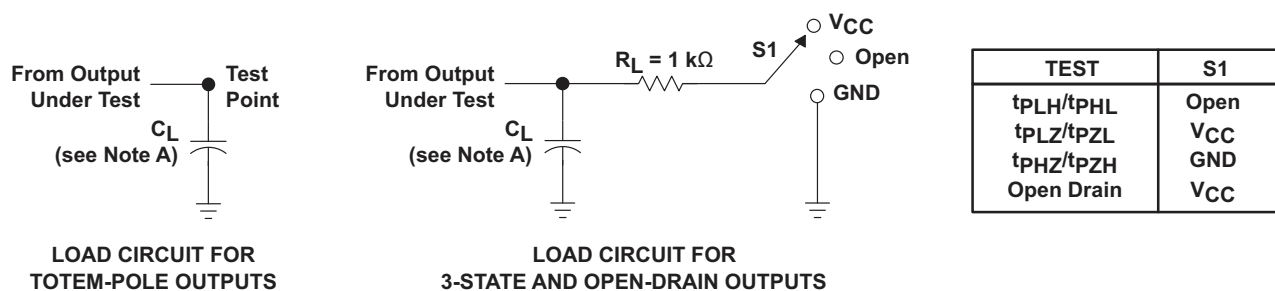 From Output
Under Test
Test
Point
CL
(see Note A)
LOAD CIRCUIT FOR
TOTEM-POLE OUTPUTS
From Output
Under Test
RL = 1 kΩ
S1
VCC
Open
GND
CL
(see Note A)
LOAD CIRCUIT FOR
3-STATE AND OPEN-DRAIN OUTPUTS
TEST S1
tPLH/tPHL Open
tPLZ/tPZL VCC
tPHZ/tPZH GND
Open Drain VCC